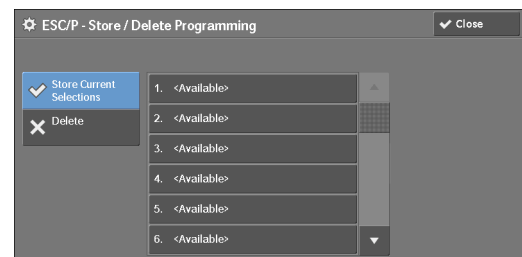 ESC/P - Store / Delete Programming
Close
Store Current
Selections
Delete
1. <Available>
2. <Available>
3. <Available>
4. <Available>
5. <Available>
6. <Available>